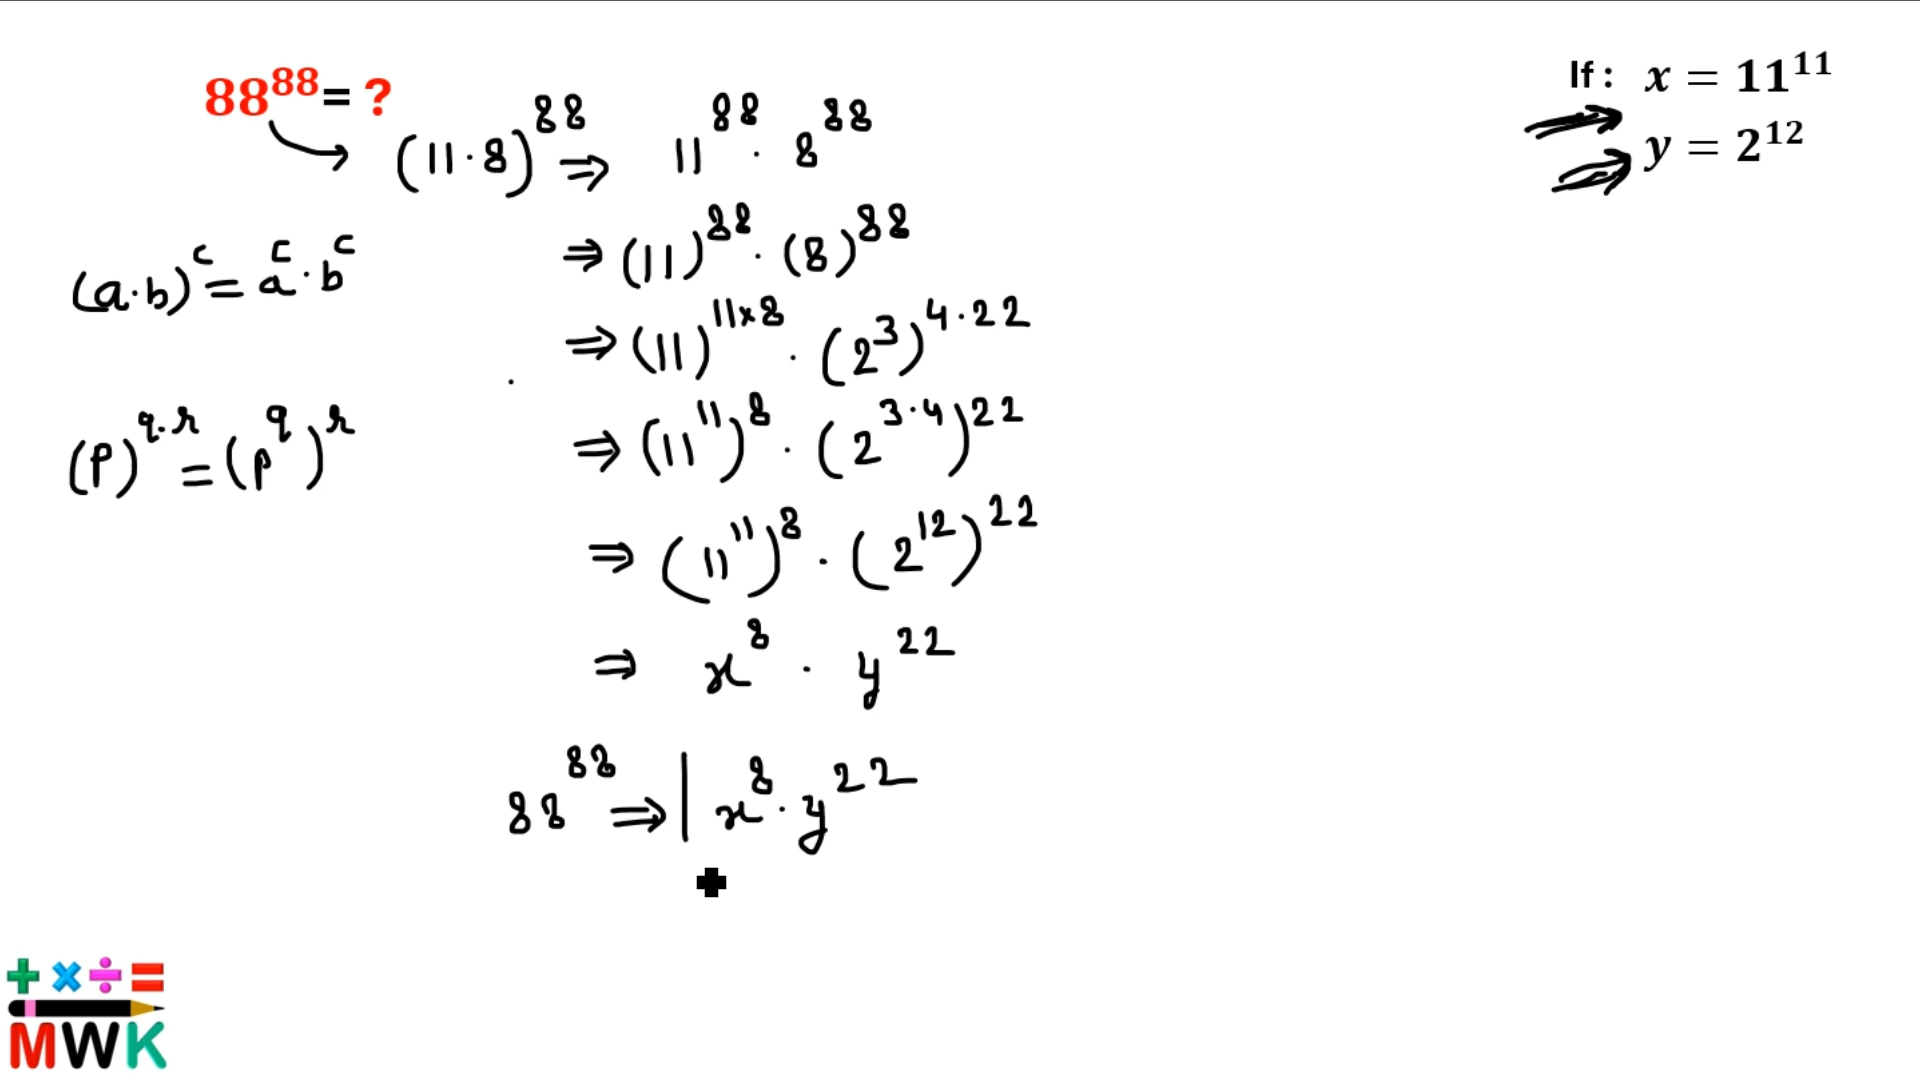 88^88 = ?
If : x = 11^11
y = 2^12
(11·8)^88 ⇒ 11^88 · 8^88
⇒ (11)^88 · (8)^88
(a·b)^c = a^c · b^c
⇒ (11)^11×8 · (2^3)^4·22
(P)^q·r = (p^q)^r
⇒ (11^11)^8 · (2^3·4)^22
⇒ (11^11)^8 · (2^12)^22
⇒ x^8 · y^22
88^88 ⇒ | x^8 · y^22
+ × ÷ =
MWK